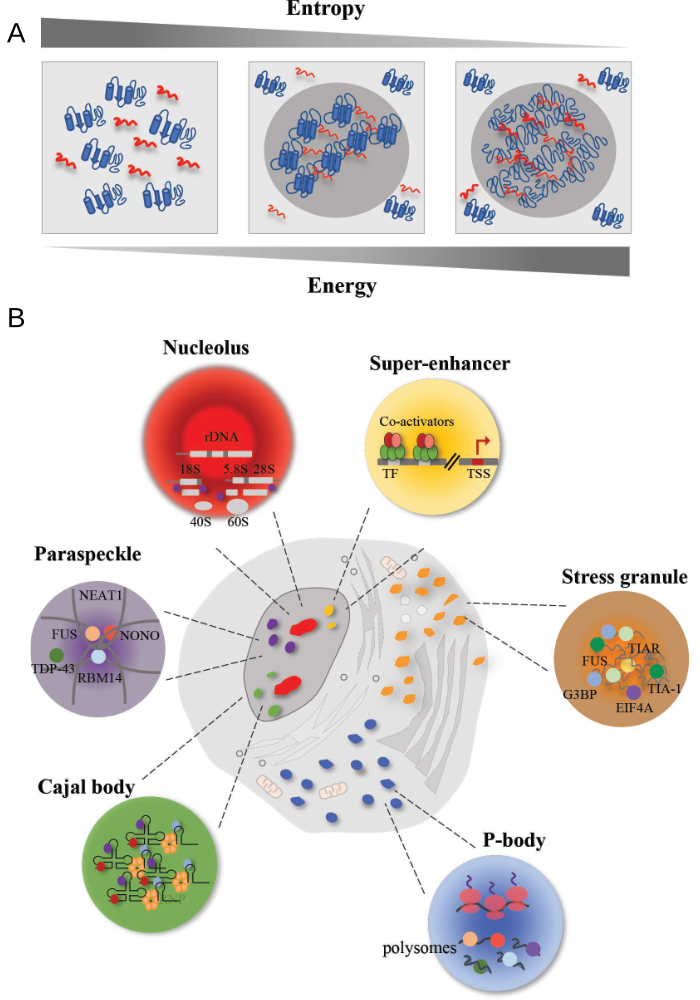 Entropy
A
Energy
B
Nucleolus
rDNA
18S 5.8S 28S
40S 60S
Super-enhancer
Co-activators
TF TSS
Paraspeckle
NEAT1
FUS NONO
TDP-43
RBM14
Stress granule
TIAR
FUS
G3BP TIA-1
EIF4A
Cajal body
P-body
polysomes